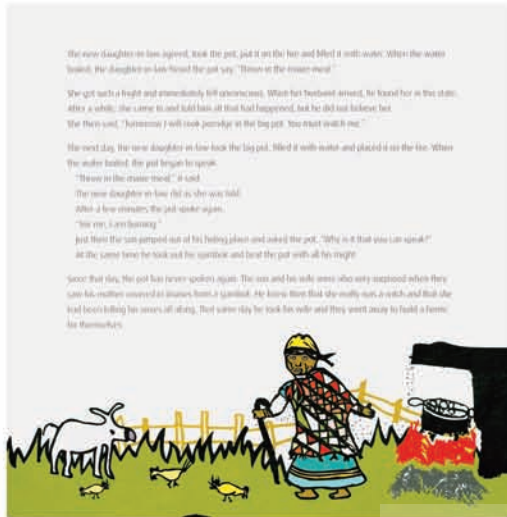 The new daughter-in-law agreed, took the pot, put it on the fire and filled it with water. When the water
boiled, the daughter-in-law heard the pot say, "Throw in the maize meal."
She got such a fright and immediately fell unconscious. When her husband arrived, he found her in this state.
After a while, she came to and told him all that had happened, but he did not believe her.
She then said, "Tomorrow I will cook porridge in the big pot. You must watch me."
The next day, the new daughter-in-law took the big pot, filled it with water and placed it on the fire. When
the water boiled, the pot began to speak.
"Throw in the maize meal," it said.
The new daughter-in-law did as she was told.
After a few minutes the pot spoke again.
"Stir me, I am burning."
Just then the son jumped out of his hiding place and asked the pot, "Why is it that you can speak?"
At the same time he took out his sjambok and beat the pot with all his might.
Since that day, the pot has never spoken again. The son and his wife were also very surprised when they
saw his mother covered in bruises from a sjambok. He knew then that she really was a witch and that she
had been killing his wives all along. That same day he took his wife and they went away to build a home
for themselves.